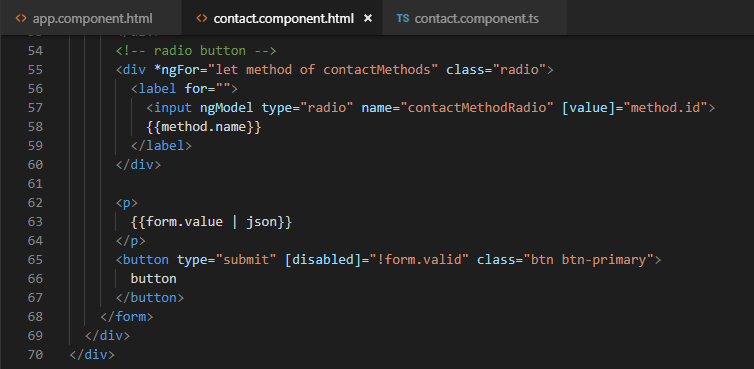 <> app.component.html <> contact.component.html × TS contact.component.ts
54 <!-- radio button -->
55 <div *ngFor="let method of contactMethods" class="radio">
56 <label for="">
57 <input ngModel type="radio" name="contactMethodRadio" [value]="method.id">
58 {{method.name}}
59 </label>
60 </div>
61
62 <p>
63 {{form.value | json}}
64 </p>
65 <button type="submit" [disabled]="!form.valid" class="btn btn-primary">
66 button
67 </button>
68 </form>
69 </div>
70 </div>